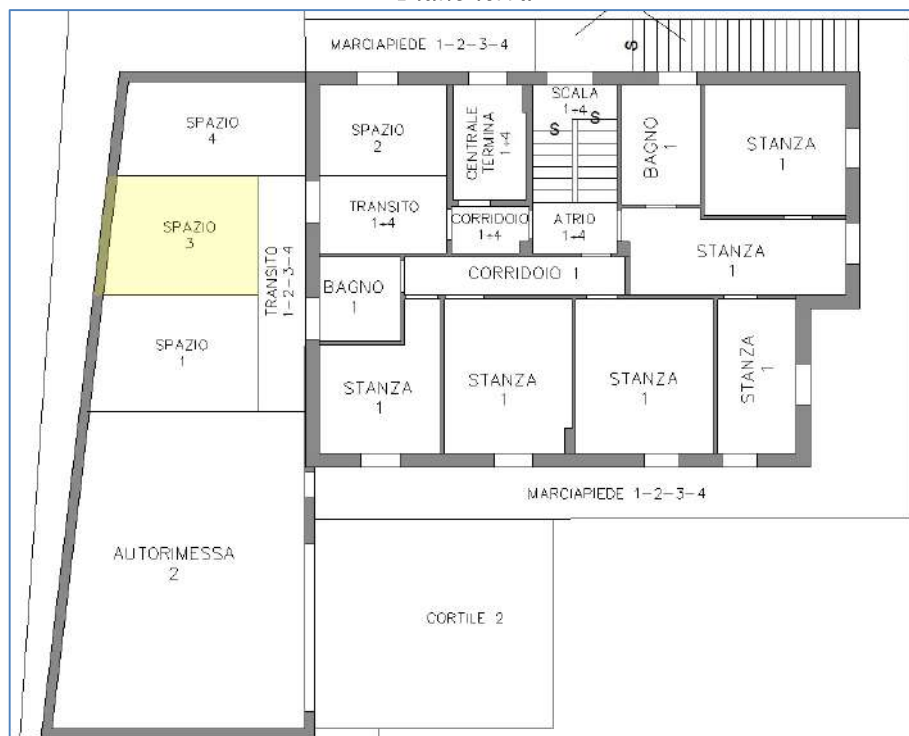 MARCIAPIEDE 1-2-3-4
S
SPAZIO
4
SPAZIO
2
CENTRALE
TERMINA
1÷4
SCALA
1÷4
S
S
BAGNO
1
STANZA
1
SPAZIO
3
TRANSITO
1-2-3-4
TRANSITO
1÷4
CORRIDOIO
1÷4
ATRIO
1÷4
STANZA
1
CORRIDOIO 1
BAGNO
1
SPAZIO
1
STANZA
1
STANZA
1
STANZA
1
STANZA
1
MARCIAPIEDE 1-2-3-4
AUTORIMESSA
2
CORTILE 2